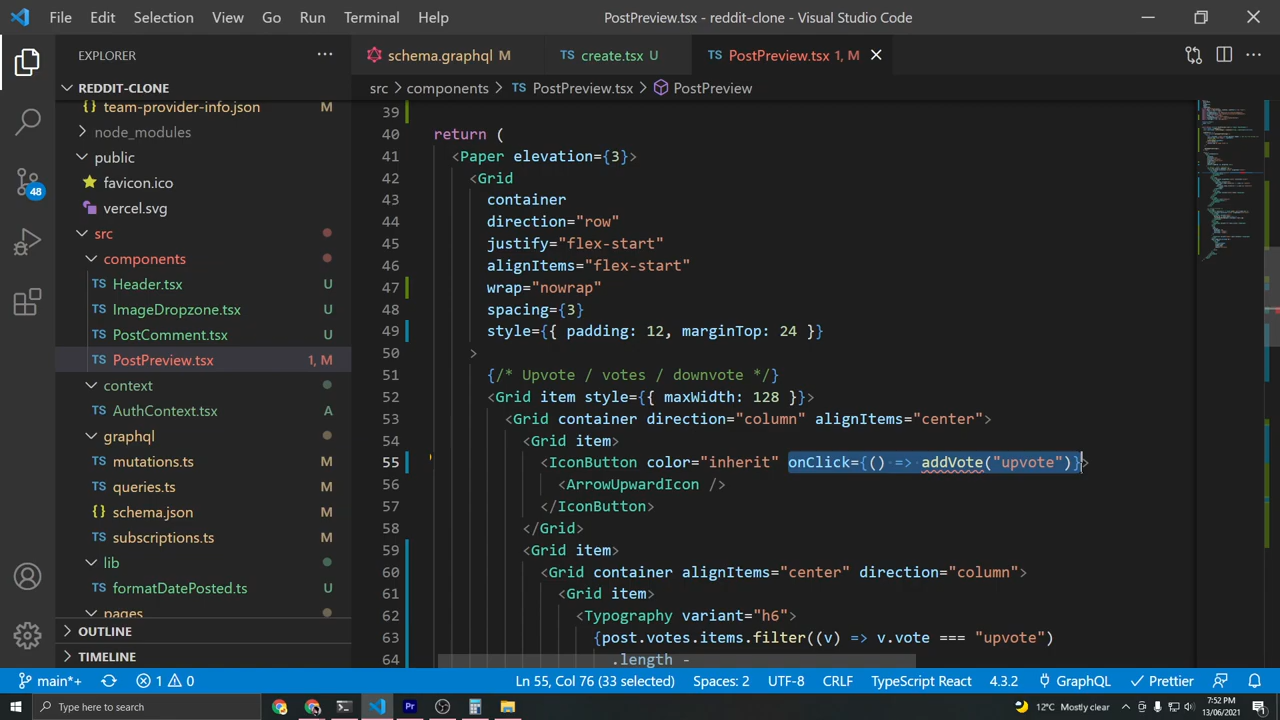 File Edit Selection View Go Run Terminal Help PostPreview.tsx - reddit-clone - Visual Studio Code
EXPLORER
REDDIT-CLONE
team-provider-info.json M
node_modules
public
favicon.ico
vercel.svg
src
components
TS Header.tsx U
TS ImageDropzone.tsx U
TS PostComment.tsx U
TS PostPreview.tsx 1, M
context
TS AuthContext.tsx A
graphql
TS mutations.ts M
TS queries.ts M
schema.json M
TS subscriptions.ts M
lib
TS formatDatePosted.ts U
pages
OUTLINE
TIMELINE
48
schema.graphql M TS create.tsx U TS PostPreview.tsx 1, M
src > components > TS PostPreview.tsx > PostPreview
39
40 return (
41 <Paper elevation={3}>
42 <Grid
43 container
44 direction="row"
45 justify="flex-start"
46 alignItems="flex-start"
47 wrap="nowrap"
48 spacing={3}
49 style={{ padding: 12, marginTop: 24 }}
50 >
51 {/* Upvote / votes / downvote */}
52 <Grid item style={{ maxWidth: 128 }}>
53 <Grid container direction="column" alignItems="center">
54 <Grid item>
55 <IconButton color="inherit" onClick={() => addVote("upvote")}>
56 <ArrowUpwardIcon />
57 </IconButton>
58 </Grid>
59 <Grid item>
60 <Grid container alignItems="center" direction="column">
61 <Grid item>
62 <Typography variant="h6">
63 {post.votes.items.filter((v) => v.vote === "upvote")
64 .length -
main*+ 1 0 Ln 55, Col 76 (33 selected) Spaces: 2 UTF-8 CRLF TypeScript React 4.3.2 GraphQL Prettier
Type here to search Pr 12°C Mostly clear 7:52 PM
13/06/2021 1